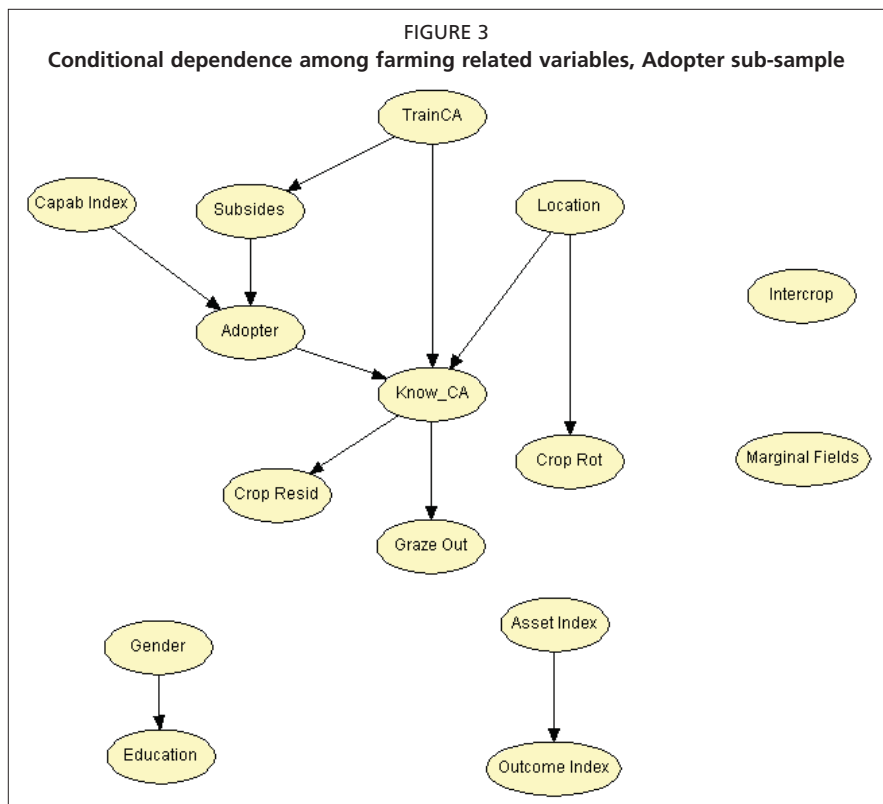 FIGURE 3
Conditional dependence among farming related variables, Adopter sub-sample
TrainCA
Capab Index
Subsides
Location
Intercrop
Adopter
Know_CA
Crop Resid
Crop Rot
Marginal Fields
Graze Out
Gender
Asset Index
Education
Outcome Index